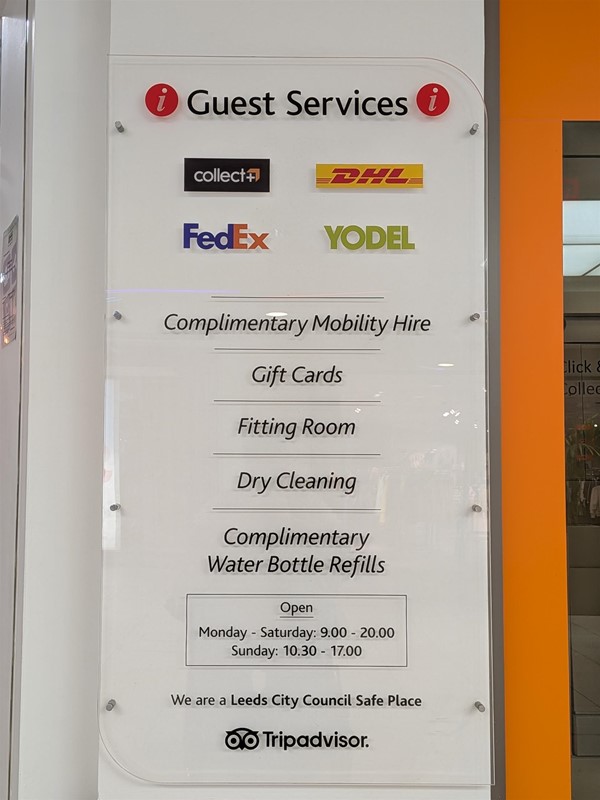 i Guest Services i
collect+ DHL
FedEx YODEL
Complimentary Mobility Hire
Gift Cards
Fitting Room
Dry Cleaning
Complimentary
Water Bottle Refills
Open
Monday - Saturday: 9.00 - 20.00
Sunday: 10.30 - 17.00
We are a Leeds City Council Safe Place
Tripadvisor.